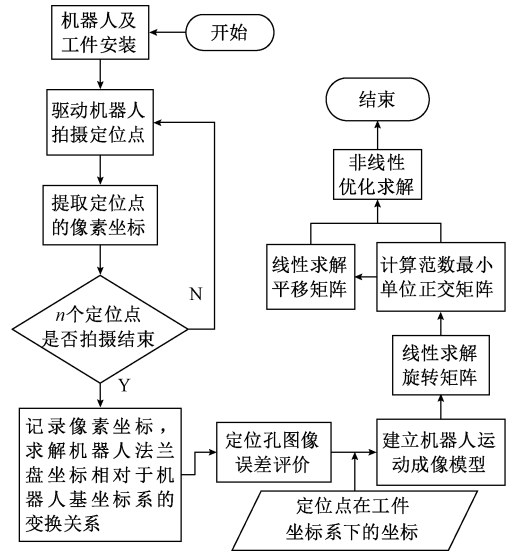 开始
机器人及
工件安装
驱动机器人
拍摄定位点
提取定位点
的像素坐标
n个定位点
是否拍摄结束
N
Y
记录像素坐标，
求解机器人法兰
盘坐标相对于机
器人基坐标系的
变换关系
定位孔图像
误差评价
定位点在工件
坐标系下的坐标
建立机器人运
动成像模型
线性求解
旋转矩阵
计算范数最小
单位正交矩阵
线性求解
平移矩阵
非线性
优化求解
结束